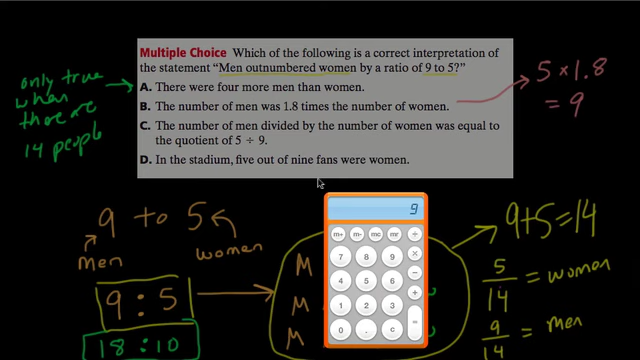 Multiple Choice Which of the following is a correct interpretation of
the statement "Men outnumbered women by a ratio of 9 to 5?"
A. There were four more men than women.
B. The number of men was 1.8 times the number of women.
C. The number of men divided by the number of women was equal to
the quotient of 5 ÷ 9.
D. In the stadium, five out of nine fans were women.
only true
when
there are
14 people
5 × 1.8
= 9
9 to 5
men
women
9 : 5
18 : 10
M
M
M
9
m+ m- mc mr ÷
7 8 9 ×
4 5 6 −
1 2 3 +
0 . c =
9+5=14
5/14 = women
9/14 = men